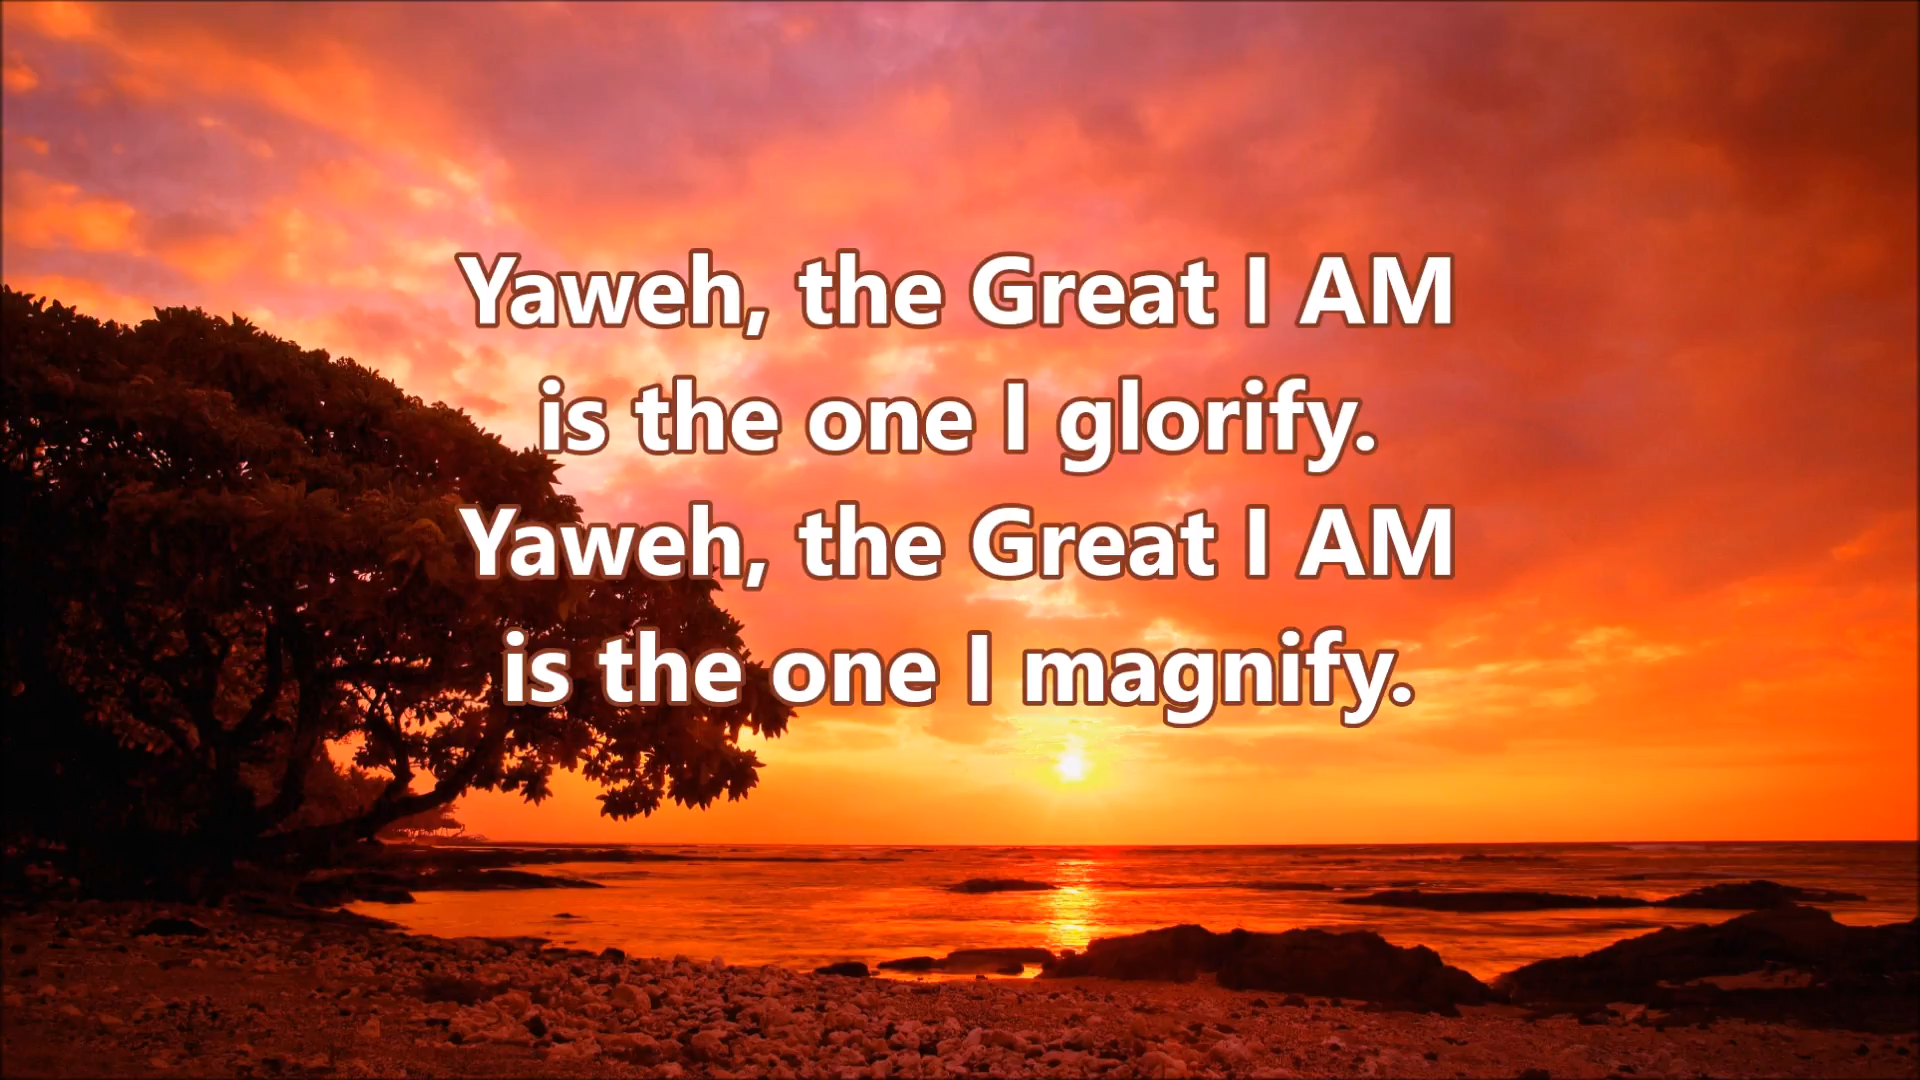 Yaweh, the Great I AM
is the one I glorify.
Yaweh, the Great I AM
is the one I magnify.